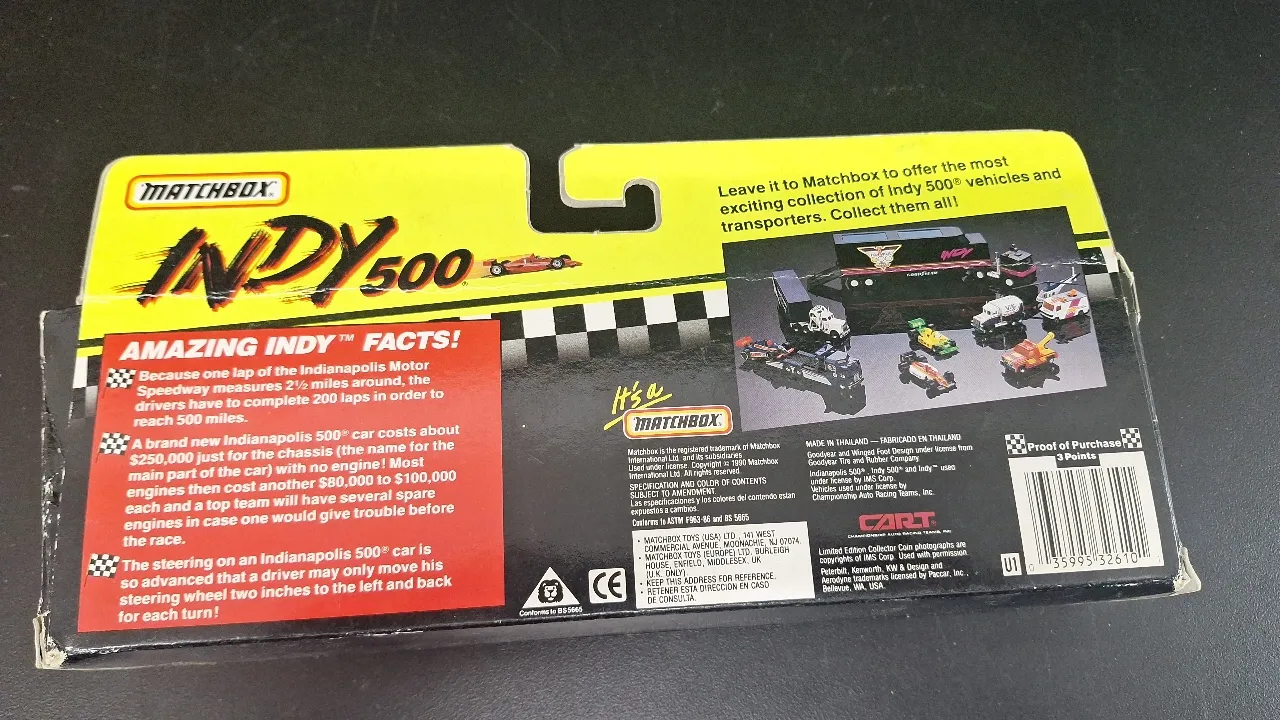 MATCHBOX®
INDY 500®
Leave it to Matchbox to offer the most
exciting collection of Indy 500® vehicles and
transporters. Collect them all!
INDY
GOODYEAR
AMAZING INDY™ FACTS!
Because one lap of the Indianapolis Motor
Speedway measures 2½ miles around, the
drivers have to complete 200 laps in order to
reach 500 miles.
A brand new Indianapolis 500® car costs about
$250,000 just for the chassis (the name for the
main part of the car) with no engine! Most
engines then cost another $80,000 to $100,000
each and a top team will have several spare
engines in case one would give trouble before
the race.
The steering on an Indianapolis 500® car is
so advanced that a driver may only move his
steering wheel two inches to the left and back
for each turn!
It's a
MATCHBOX®
Matchbox is the registered trademark of Matchbox
International Ltd. and its subsidiaries
Used under license. Copyright © 1990 Matchbox
International Ltd. All rights reserved.
SPECIFICATION AND COLOR OF CONTENTS
SUBJECT TO AMENDMENT.
Las especificaciones y los colores del contenido estan
expuestos a cambios.
Conforms to ASTM F963-86 and BS 5665
• MATCHBOX TOYS (USA) LTD., 141 WEST
COMMERCIAL AVENUE, MOONACHIE, NJ 07074.
• MATCHBOX TOYS (EUROPE) LTD, BURLEIGH
HOUSE, ENFIELD, MIDDLESEX, UK
(U.K. ONLY)
• KEEP THIS ADDRESS FOR REFERENCE.
• RETENER ESTA DIRECCION EN CASO
DE CONSULTA.
Conforms to BS 5665
CE
MADE IN THAILAND — FABRICADO EN THAILAND
Goodyear and Winged Foot Design under license from
Goodyear Tire and Rubber Company.
Indianapolis 500®, Indy 500® and Indy™ used
under license by IMS Corp.
Vehicles used under license by
Championship Auto Racing Teams, Inc.
CART
CHAMPIONSHIP AUTO RACING TEAMS, INC.
Limited Edition Collector Coin photographs are
copyrights of IMS Corp. Used with permission
Peterbilt, Kenworth, KW & Design and
Aerodyne trademarks licensed by Paccar, Inc.,
Bellevue, WA, USA.
Proof of Purchase
3 Points
U1
0 35995 32610